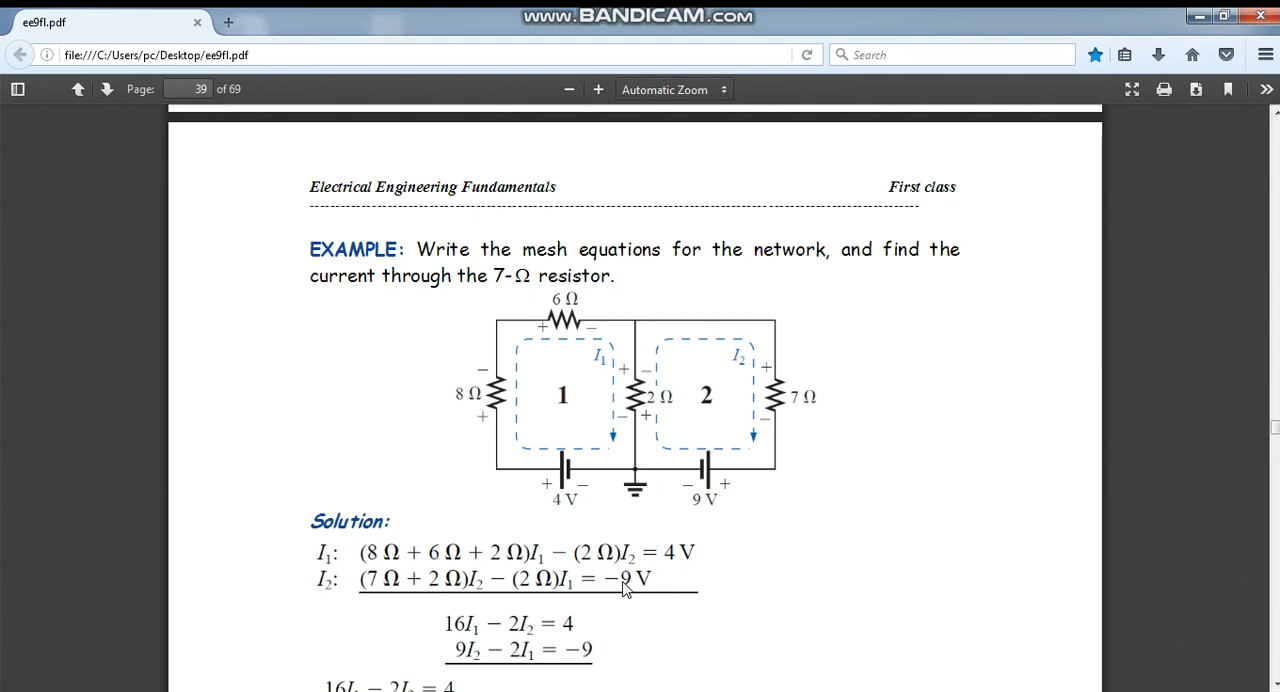 www.BANDICAM.com
ee9fl.pdf
file:///C:/Users/pc/Desktop/ee9fl.pdf
Search
Page: 39 of 69
Automatic Zoom
Electrical Engineering Fundamentals First class
EXAMPLE: Write the mesh equations for the network, and find the
current through the 7-Ω resistor.
6 Ω
+ −
I₁ I₂
− + − +
8 Ω 1 2 Ω 2 7 Ω
+ − + −
+ − − +
4 V 9 V
Solution:
I₁: (8 Ω + 6 Ω + 2 Ω)I₁ − (2 Ω)I₂ = 4 V
I₂: (7 Ω + 2 Ω)I₂ − (2 Ω)I₁ = −9 V
16I₁ − 2I₂ = 4
9I₂ − 2I₁ = −9
16I₁ − 2I₂ = 4